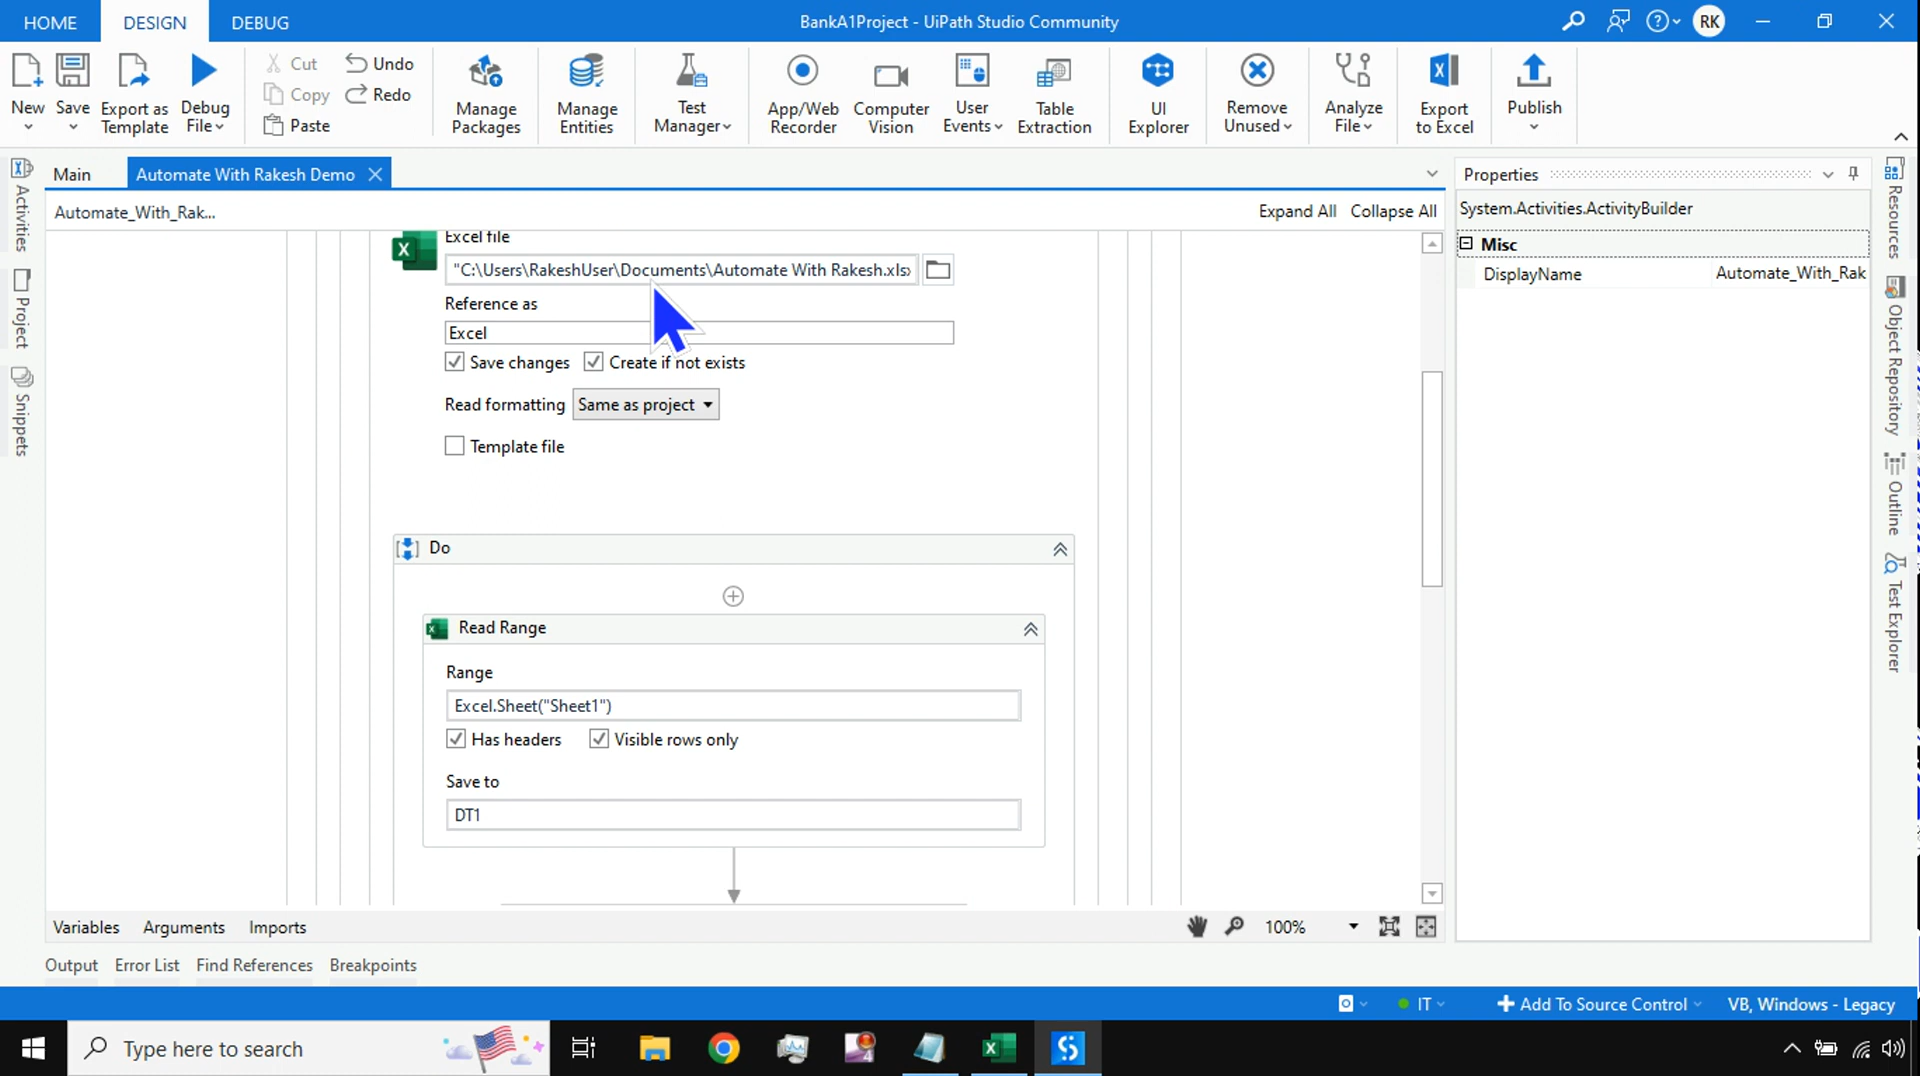 HOME DESIGN DEBUG BankA1Project - UiPath Studio Community RK
New Save Export as Template Debug File Cut Copy Paste Undo Redo Manage Packages Manage Entities Test Manager App/Web Recorder Computer Vision User Events Table Extraction UI Explorer Remove Unused Analyze File Export to Excel Publish
Main Automate With Rakesh Demo
Automate_With_Rak... Expand All Collapse All
Activities
Project
Snippets
Excel file
"C:\Users\RakeshUser\Documents\Automate With Rakesh.xlsx
Reference as
Excel
Save changes Create if not exists
Read formatting Same as project
Template file
Do
Read Range
Range
Excel.Sheet("Sheet1")
Has headers Visible rows only
Save to
DT1
Properties
System.Activities.ActivityBuilder
Misc
DisplayName Automate_With_Rak
Resources
Object Repository
Outline
Test Explorer
Variables Arguments Imports 100%
Output Error List Find References Breakpoints
IT Add To Source Control VB, Windows - Legacy
Type here to search